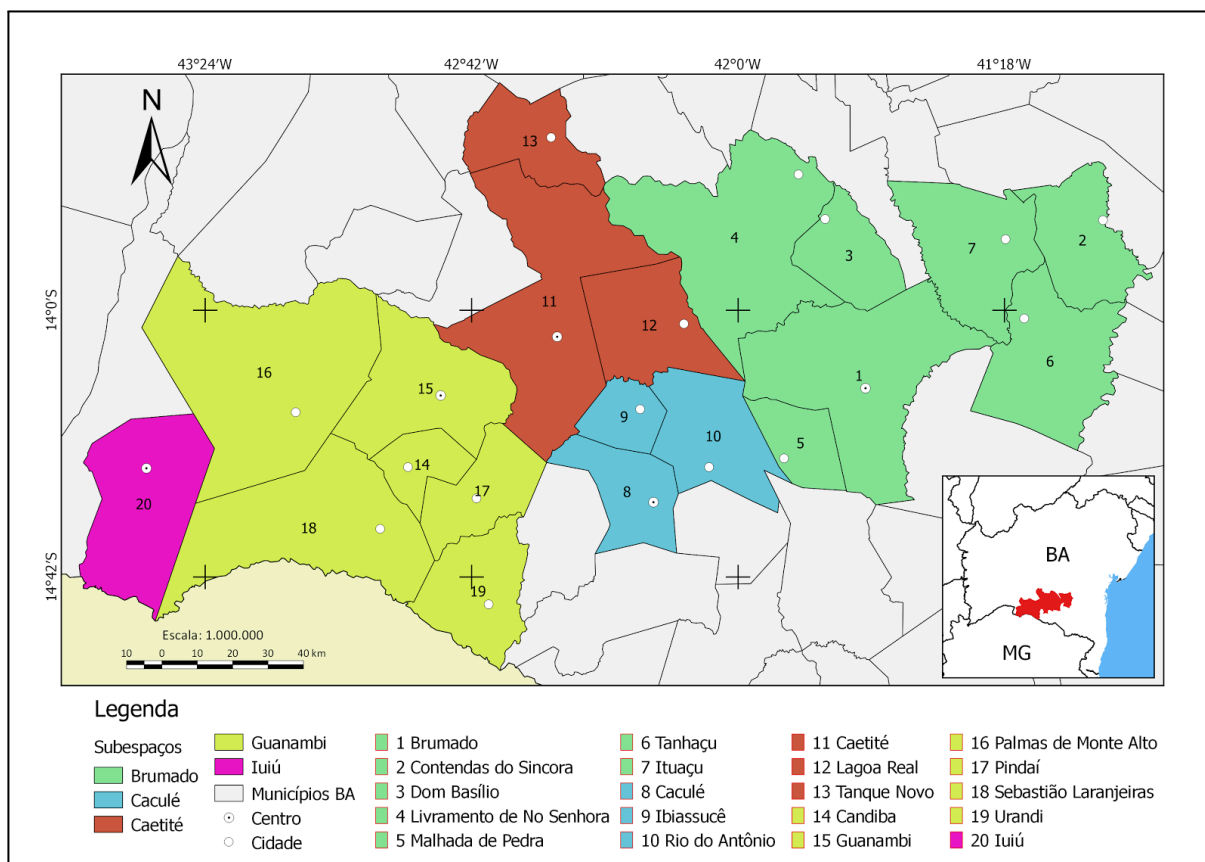 43°24'W 42°42'W 42°0'W 41°18'W
N
13
4
3
7
2
14°0'S
11
12
16
15
1
6
9
10
5
14
17
8
20
18
14°42'S
19
Escala: 1.000.000
10 0 10 20 30 40 km
BA
MG
Legenda
Subespaços
Brumado
Caculé
Caetité
Guanambi
Iuiú
Municípios BA
Centro
Cidade
1 Brumado
2 Contendas do Sincora
3 Dom Basílio
4 Livramento de No Senhora
5 Malhada de Pedra
6 Tanhaçu
7 Ituaçu
8 Caculé
9 Ibiassucê
10 Rio do Antônio
11 Caetité
12 Lagoa Real
13 Tanque Novo
14 Candiba
15 Guanambi
16 Palmas de Monte Alto
17 Pindaí
18 Sebastião Laranjeiras
19 Urandi
20 Iuiú